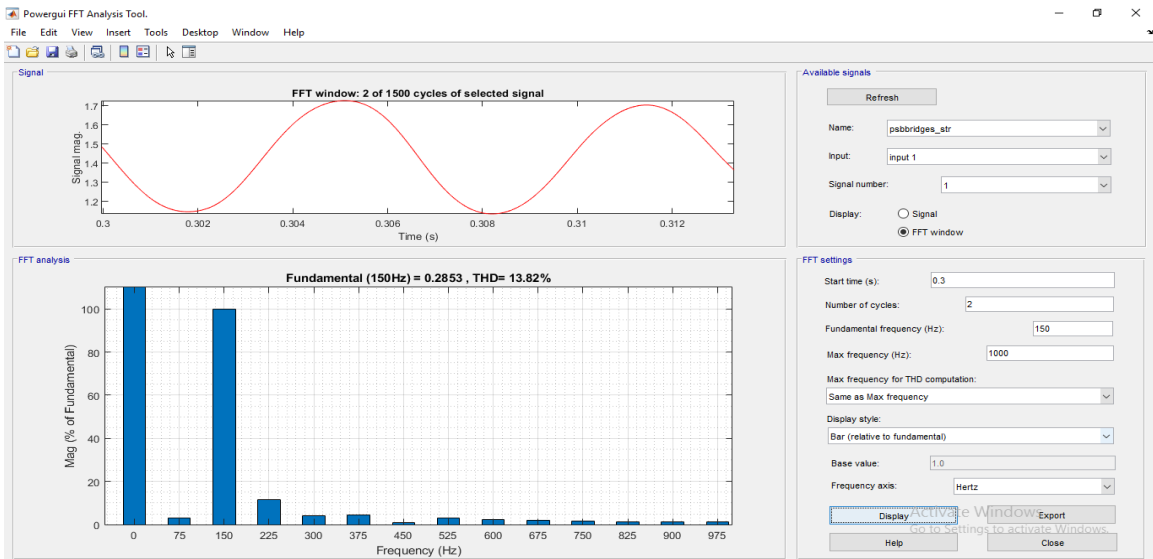 Powergui FFT Analysis Tool.
File Edit View Insert Tools Desktop Window Help
Signal
FFT window: 2 of 1500 cycles of selected signal
Signal mag.
1.7
1.6
1.5
1.4
1.3
1.2
0.3 0.302 0.304 0.306 0.308 0.31 0.312
Time (s)
FFT analysis
Fundamental (150Hz) = 0.2853 , THD= 13.82%
Mag (% of Fundamental)
100
80
60
40
20
0
0 75 150 225 300 375 450 525 600 675 750 825 900 975
Frequency (Hz)
Available signals
Refresh
Name: psbbridges_str
Input: input 1
Signal number: 1
Display: Signal
FFT window
FFT settings
Start time (s): 0.3
Number of cycles: 2
Fundamental frequency (Hz): 150
Max frequency (Hz): 1000
Max frequency for THD computation:
Same as Max frequency
Display style:
Bar (relative to fundamental)
Base value: 1.0
Frequency axis: Hertz
Display Export
Activate Windows
Go to Settings to activate Windows.
Help Close